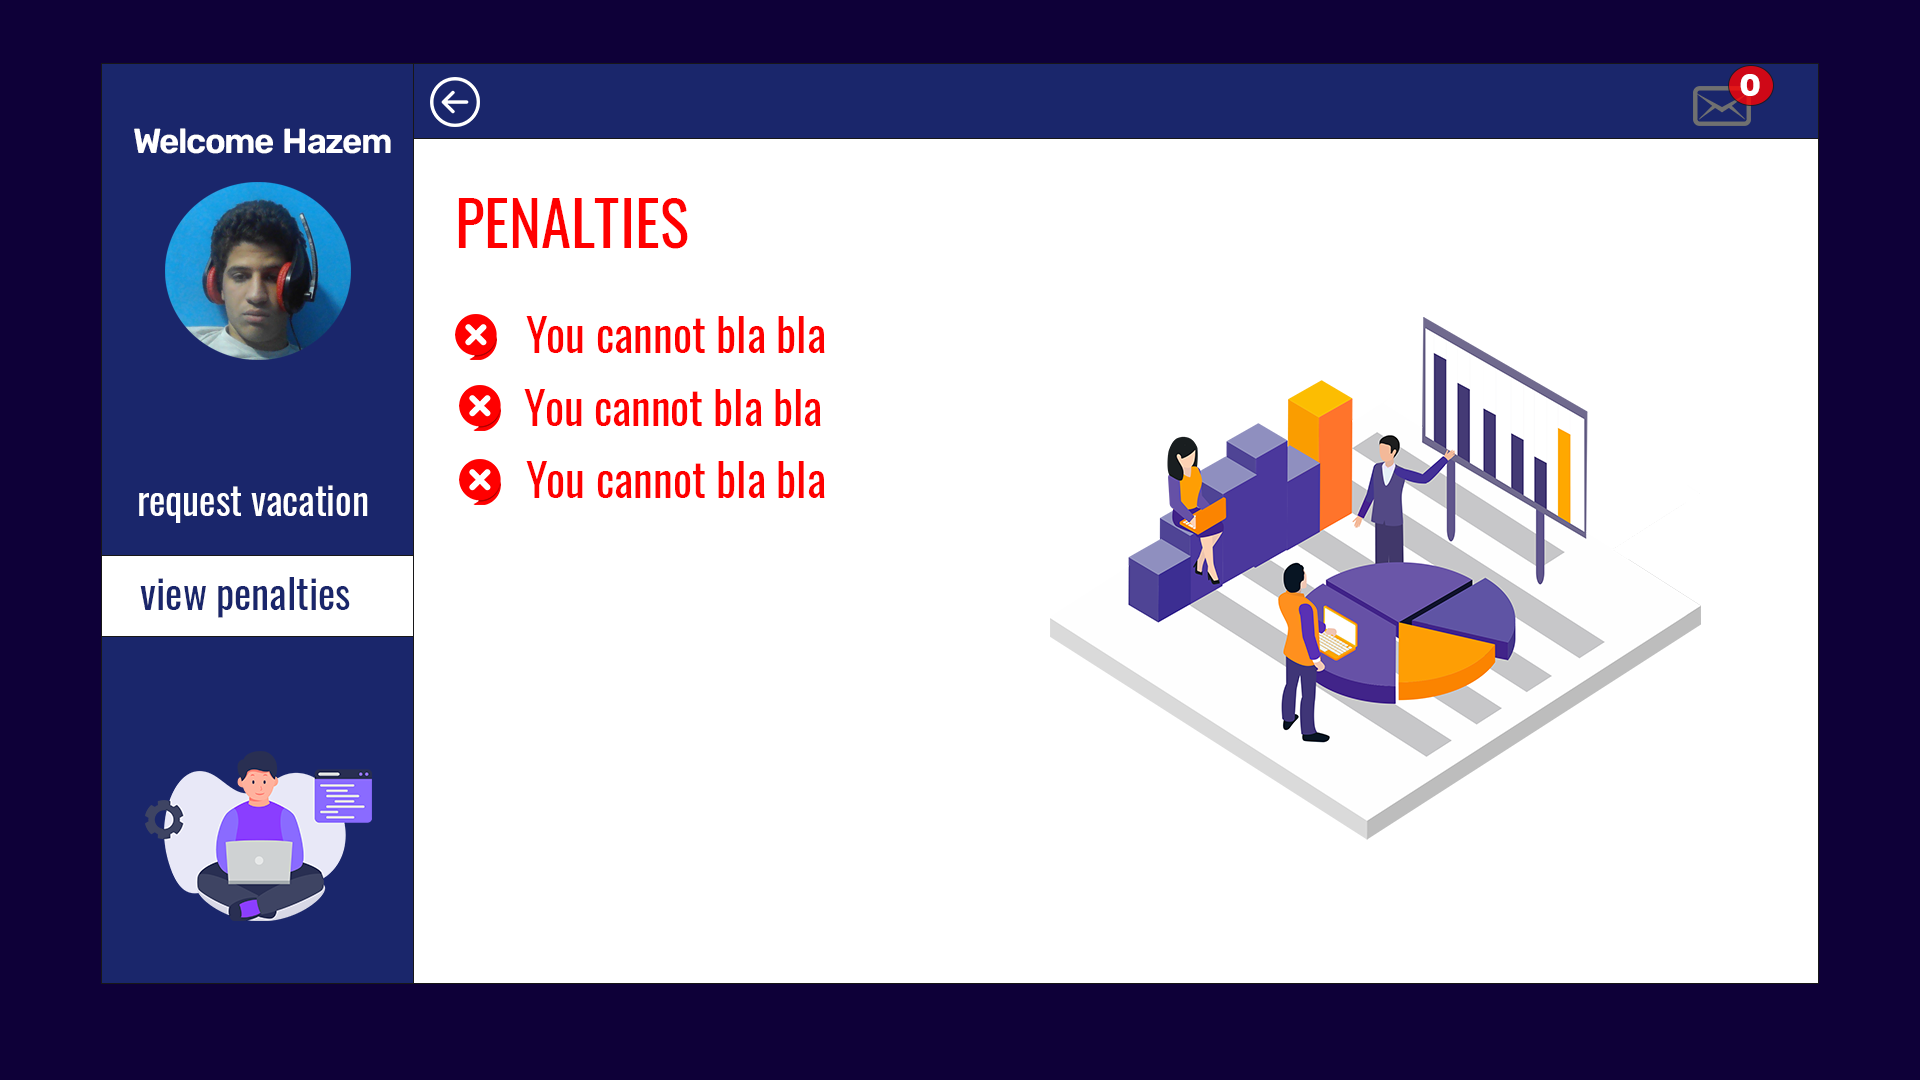 Welcome Hazem
0
PENALTIES
You cannot bla bla
You cannot bla bla
You cannot bla bla
request vacation
view penalties